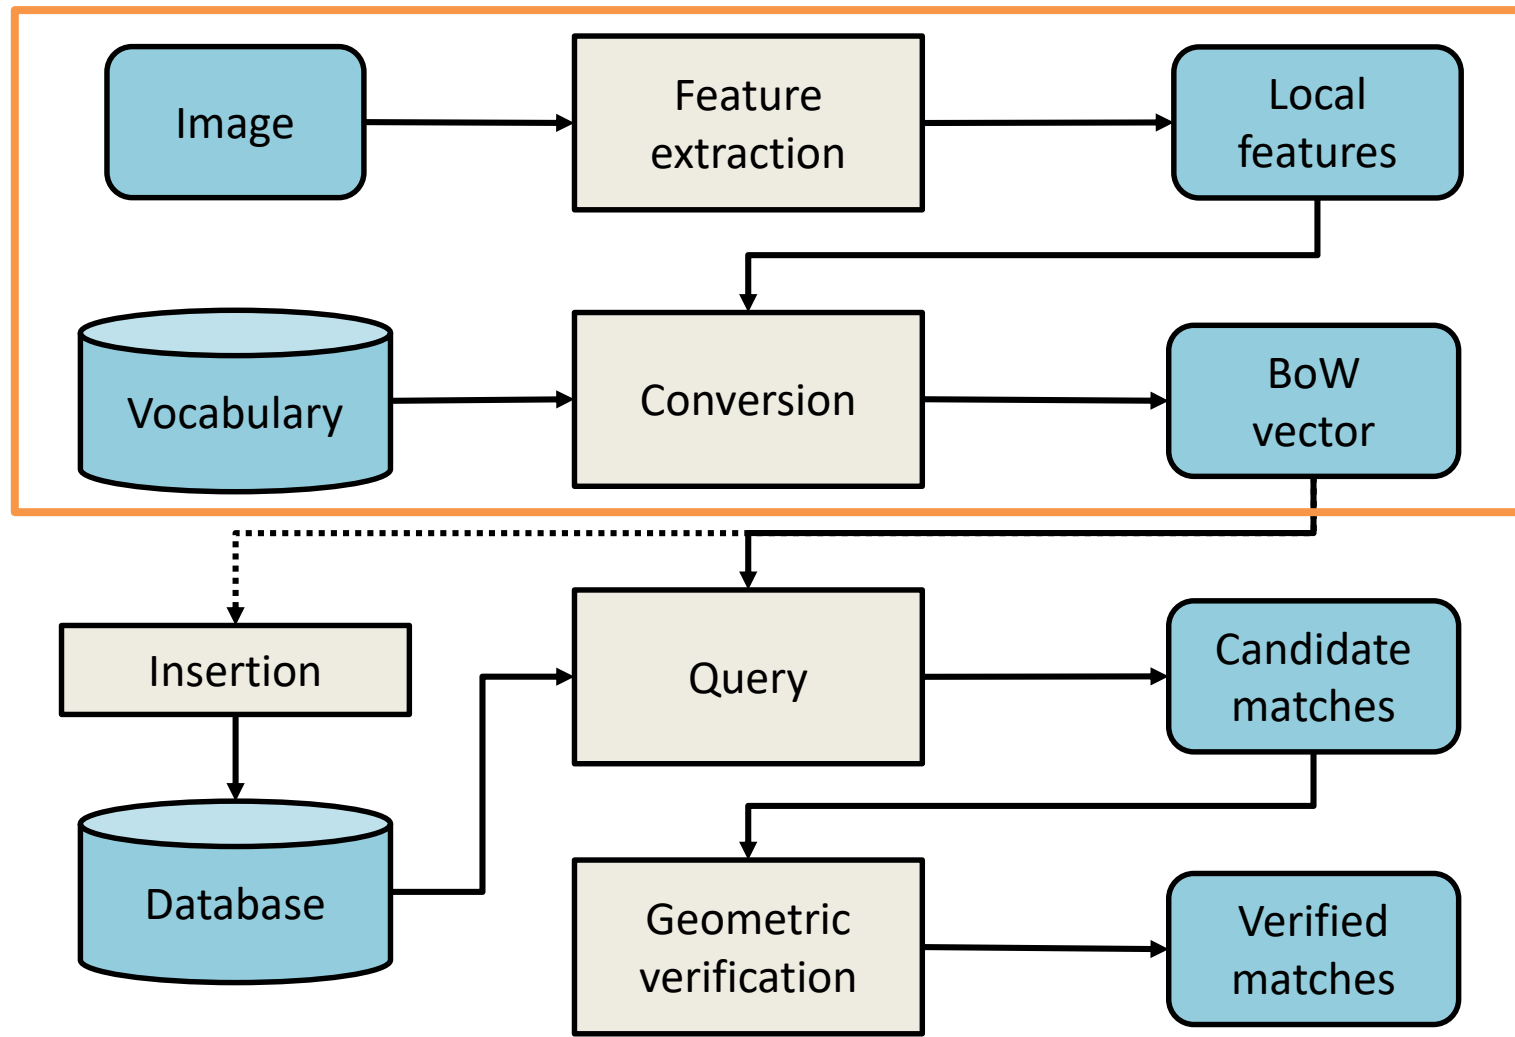 Image
Feature
extraction
Local
features
Vocabulary
Conversion
BoW
vector
Insertion
Query
Candidate
matches
Database
Geometric
verification
Verified
matches